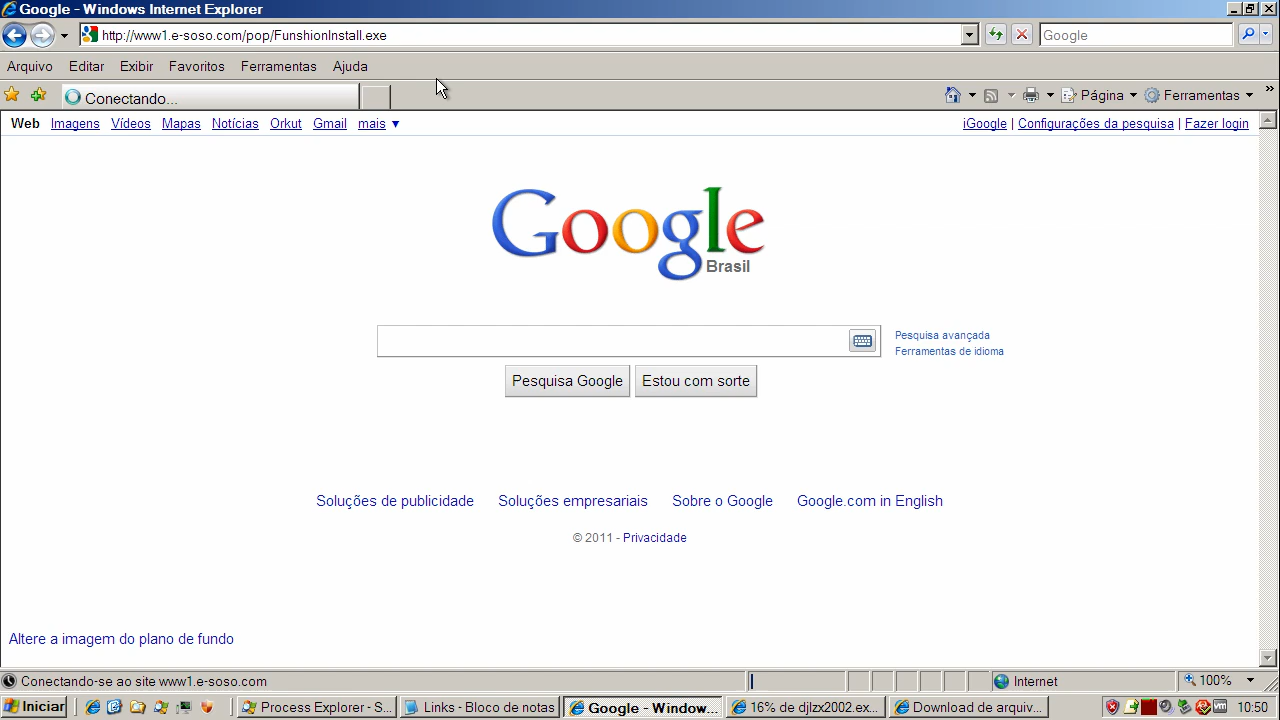 Google - Windows Internet Explorer
http://www1.e-soso.com/pop/FunshionInstall.exe
Google
Arquivo Editar Exibir Favoritos Ferramentas Ajuda
Conectando...
Página Ferramentas »
Web Imagens Vídeos Mapas Notícias Orkut Gmail mais ▼
iGoogle | Configurações da pesquisa | Fazer login
Google
Brasil
Pesquisa avançada
Ferramentas de idioma
Pesquisa Google Estou com sorte
Soluções de publicidade Soluções empresariais Sobre o Google Google.com in English
© 2011 - Privacidade
Altere a imagem do plano de fundo
Conectando-se ao site www1.e-soso.com
Internet
100%
Iniciar
Process Explorer - S...
Links - Bloco de notas
Google - Window...
16% de djlzx2002.ex...
Download de arquiv...
10:50